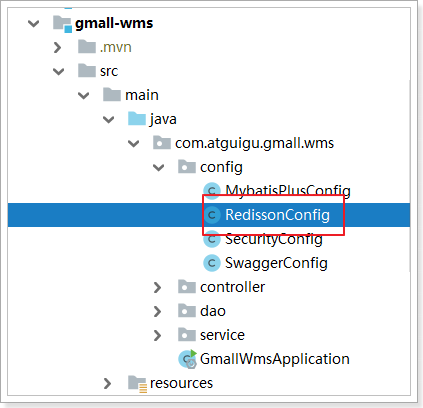 gmall-wms
.mvn
src
main
java
com.atguigu.gmall.wms
config
MybatisPlusConfig
RedissonConfig
SecurityConfig
SwaggerConfig
controller
dao
service
GmallWmsApplication
resources